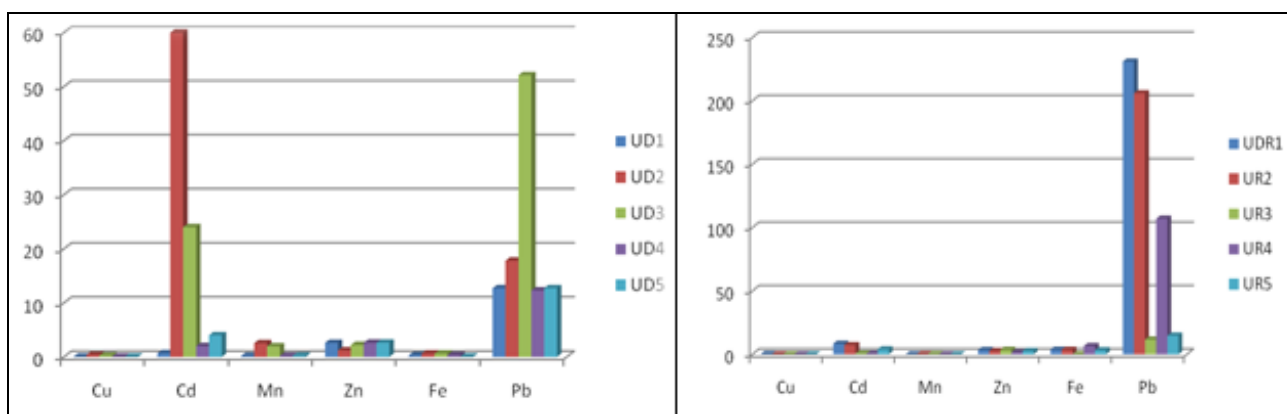 60
50
40
30
20
10
0
Cu Cd Mn Zn Fe Pb
UD1
UD2
UD3
UD4
UD5
250
200
150
100
50
0
Cu Cd Mn Zn Fe Pb
UDR1
UR2
UR3
UR4
UR5